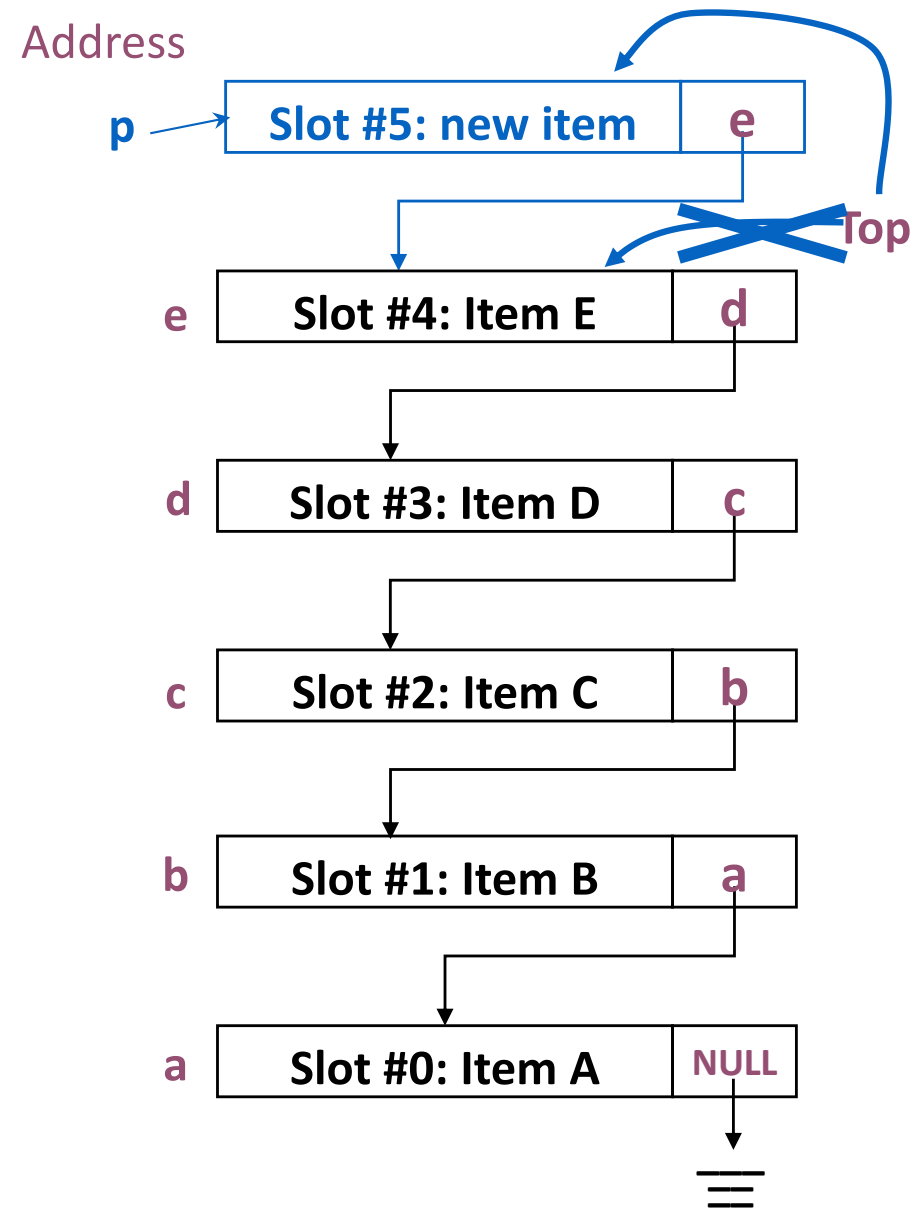 Address
p Slot #5: new item e
Top
e Slot #4: Item E d
d Slot #3: Item D c
c Slot #2: Item C b
b Slot #1: Item B a
a Slot #0: Item A NULL